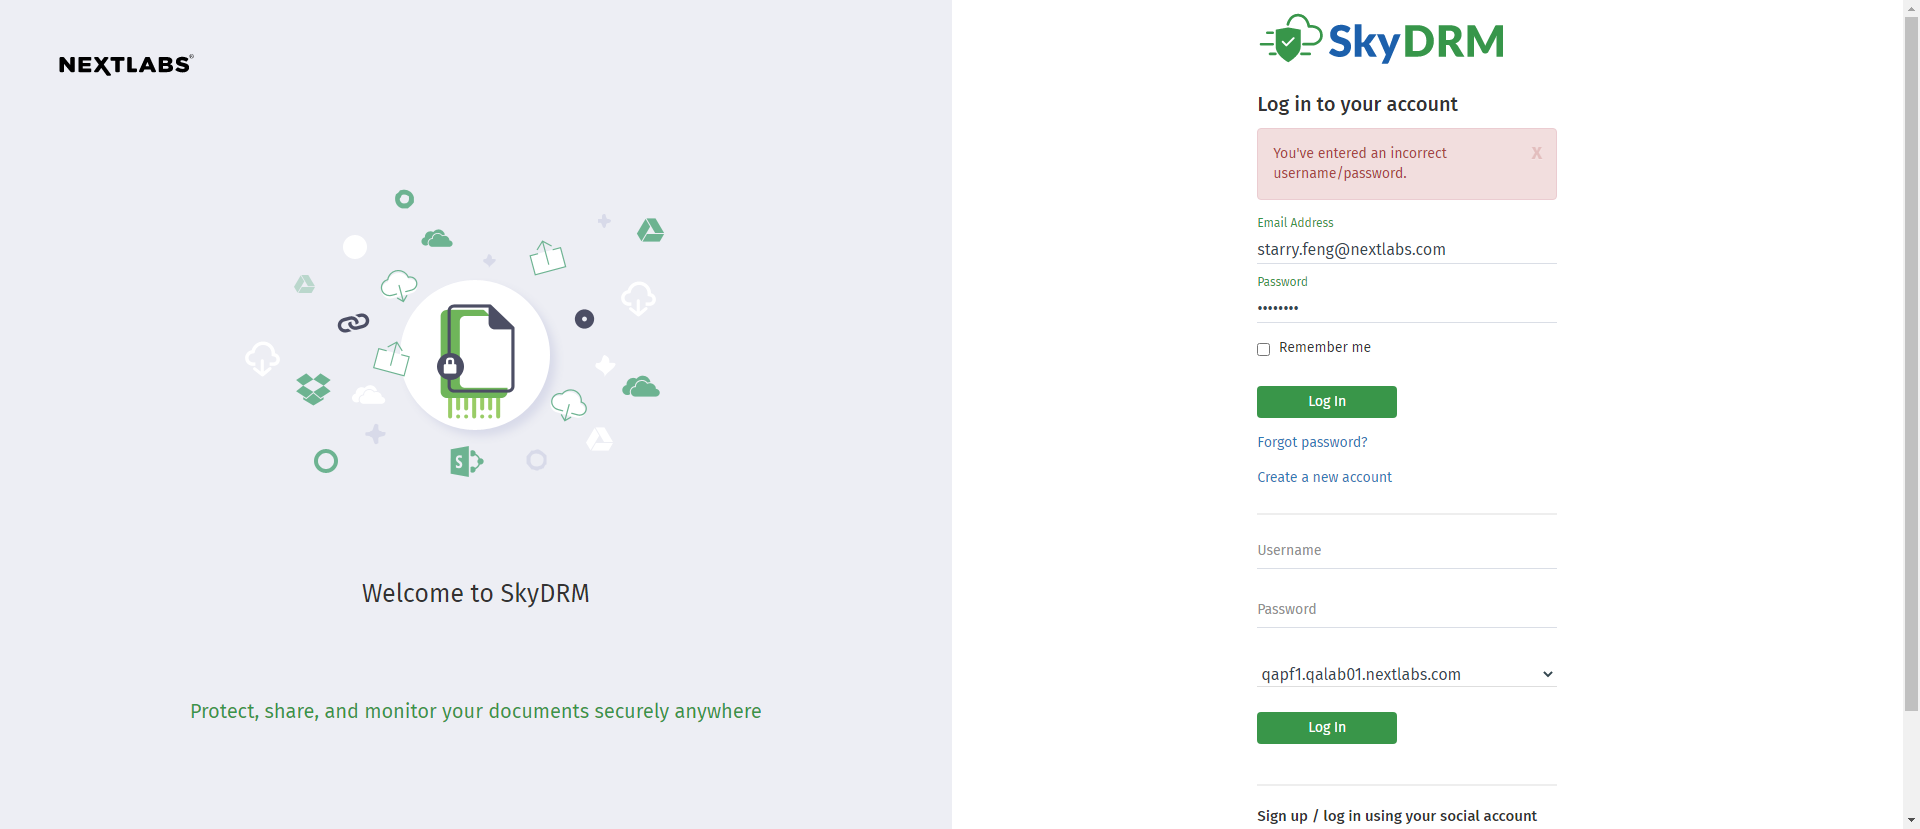 NEXTLABS®
Welcome to SkyDRM
Protect, share, and monitor your documents securely anywhere
SkyDRM
Log in to your account
You've entered an incorrect
username/password.
X
Email Address
starry.feng@nextlabs.com
Password
••••••••
Remember me
Log In
Forgot password?
Create a new account
Username
Password
qapf1.qalab01.nextlabs.com
Log In
Sign up / log in using your social account